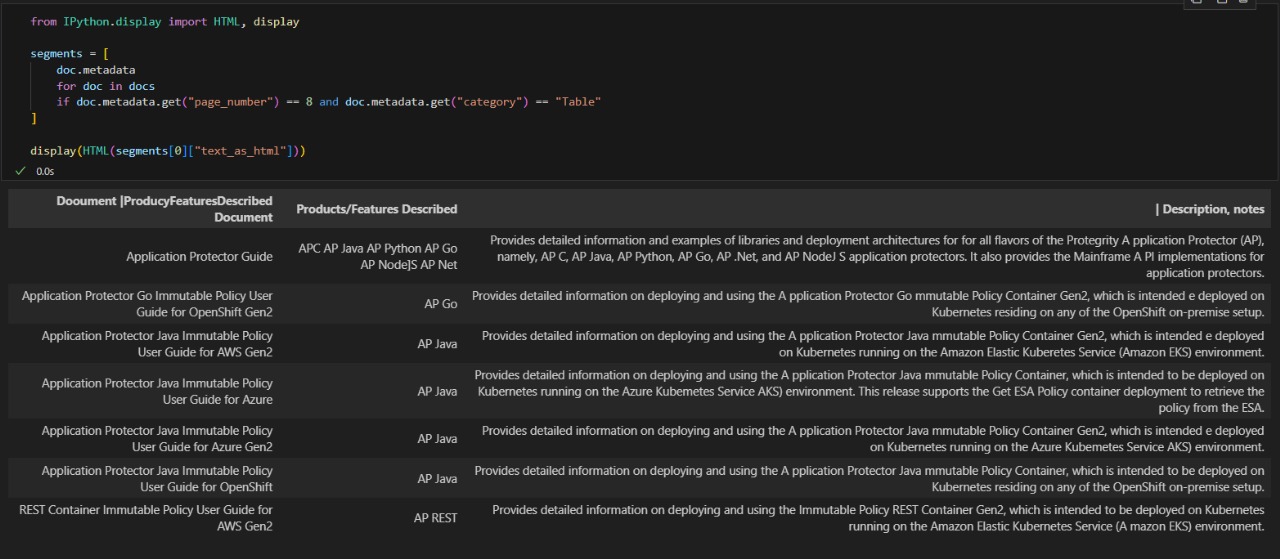 from IPython.display import HTML, display
segments = [
doc.metadata
for doc in docs
if doc.metadata.get("page_number") == 8 and doc.metadata.get("category") == "Table"
]
display(HTML(segments[0]["text_as_html"]))
0.0s
Dooument |ProducyFeaturesDescribed
Document
Products/Features Described
| Description, notes
Application Protector Guide
APC AP Java AP Python AP Go
AP Node]S AP Net
Provides detailed information and examples of libraries and deployment architectures for for all flavors of the Protegrity A pplication Protector (AP),
namely, AP C, AP Java, AP Python, AP Go, AP .Net, and AP NodeJ S application protectors. It also provides the Mainframe A PI implementations for
application protectors.
Application Protector Go Immutable Policy User
Guide for OpenShift Gen2
AP Go
Provides detailed information on deploying and using the A pplication Protector Go mmutable Policy Container Gen2, which is intended e deployed on
Kubernetes residing on any of the OpenShift on-premise setup.
Application Protector Java Immutable Policy
User Guide for AWS Gen2
AP Java
Provides detailed information on deploying and using the A pplication Protector Java mmutable Policy Container Gen2, which is intended e deployed
on Kubernetes running on the Amazon Elastic Kuberetes Service (Amazon EKS) environment.
Application Protector Java Immutable Policy
User Guide for Azure
AP Java
Provides detailed information on deploying and using the A pplication Protector Java mmutable Policy Container, which is intended to be deployed on
Kubernetes running on the Azure Kubemetes Service AKS) environment. This release supports the Get ESA Policy container deployment to retrieve the
policy from the ESA.
Application Protector Java Immutable Policy
User Guide for Azure Gen2
AP Java
Provides detailed information on deploying and using the A pplication Protector Java mmutable Policy Container Gen2, which is intended e deployed
on Kubernetes running on the Azure Kubemetes Service AKS) environment.
Application Protector Java Immutable Policy
User Guide for OpenShift
AP Java
Provides detailed information on deploying and using the A pplication Protector Java mmutable Policy Container, which is intended to be deployed on
Kubernetes residing on any of the OpenShift on-premise setup.
REST Container Immutable Policy User Guide for
AWS Gen2
AP REST
Provides detailed information on deploying and using the Immutable Policy REST Container Gen2, which is intended to be deployed on Kubernetes
running on the Amazon Elastic Kubernetes Service (A mazon EKS) environment.